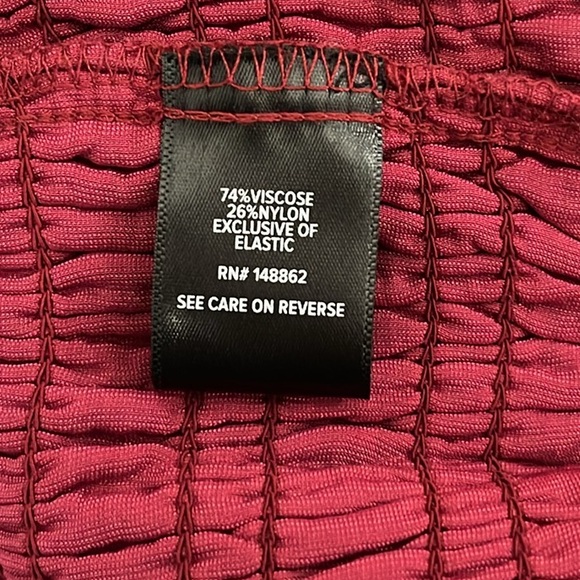 74%VISCOSE
26%NYLON
EXCLUSIVE OF
ELASTIC
RN# 148862
SEE CARE ON REVERSE